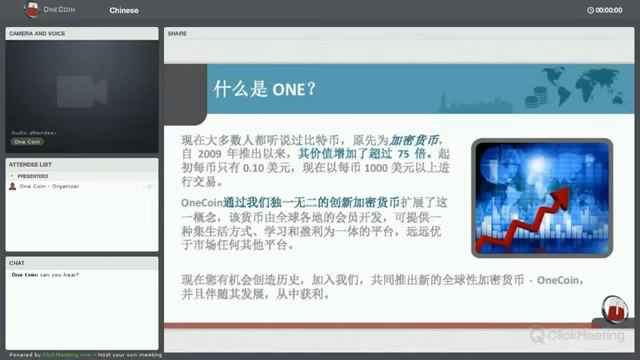 ONECOIN
Chinese
00:00:00
CAMERA AND VOICE
SHARE
Audio attendee:
One Coin
ATTENDEE LIST
PRESENTERS
One Coin - Organizer
CHAT
One Coin: can you hear?
什么是 ONE？
现在大多数人都听说过比特币，原先为加密货币，
自 2009 年推出以来，其价值增加了超过 75 倍。起
初每币只有 0.10 美元，现在以每币 1000 美元以上进
行交易。
OneCoin通过我们独一无二的创新加密货币扩展了这
一概念，该货币由全球各地的会员开发，可提供一
种集生活方式、学习和盈利为一体的平台，远远优
于市场任何其他平台。
现在您有机会创造历史，加入我们，共同推出新的全球性加密货币 - OneCoin，
并且伴随其发展，从中获利。
ClickMeeting
Powered by ClickMeeting.com - Host your own meeting